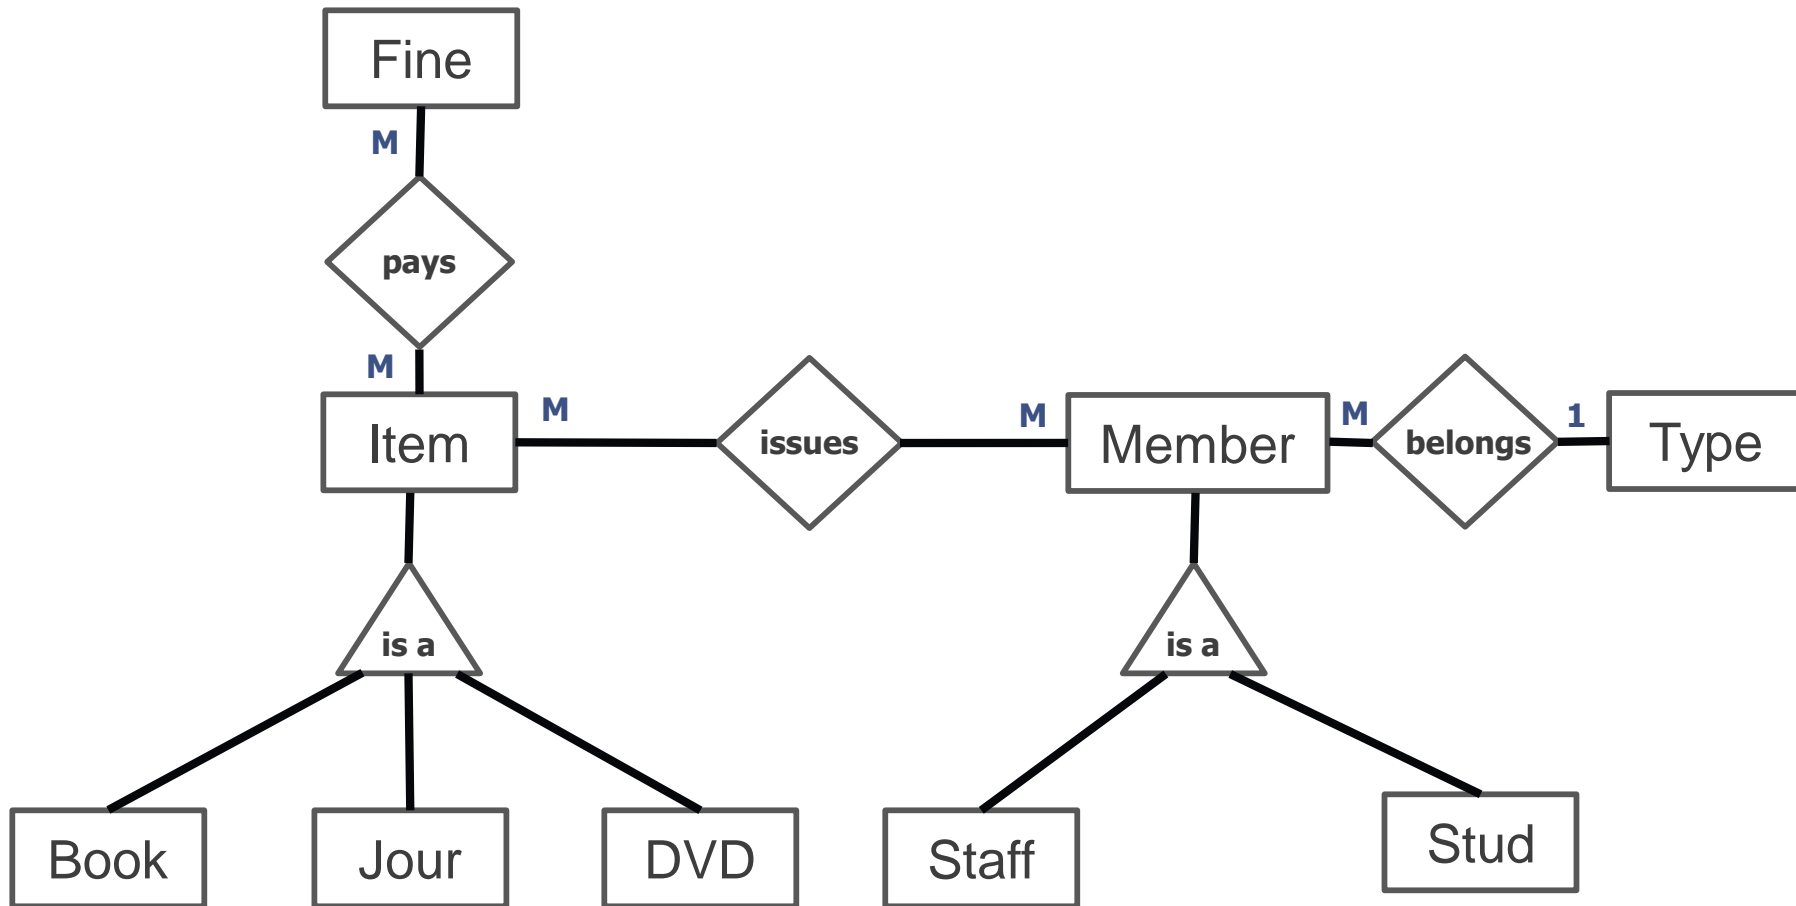 Fine
M
pays
M
Item
M
issues
M
Member
M
belongs
1
Type
is a
is a
Book
Jour
DVD
Staff
Stud